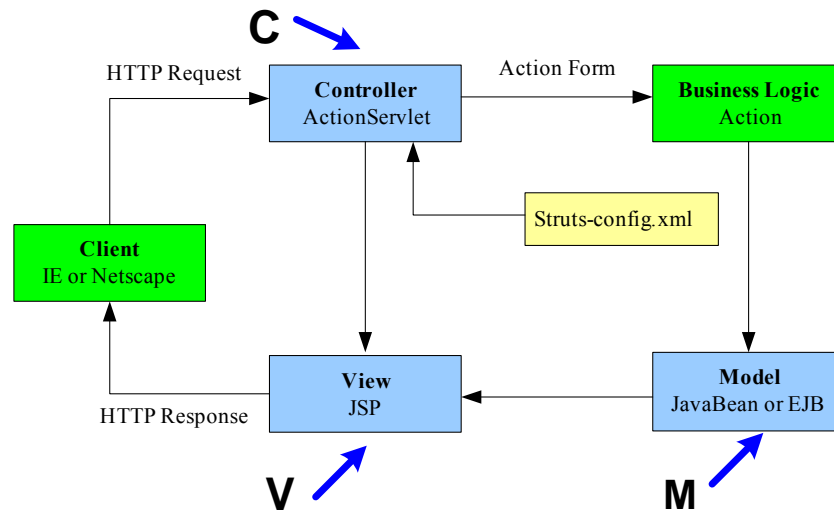 C
HTTP Request
Controller
ActionServlet
Action Form
Business Logic
Action
Struts-config.xml
Client
IE or Netscape
View
JSP
Model
JavaBean or EJB
HTTP Response
V
M